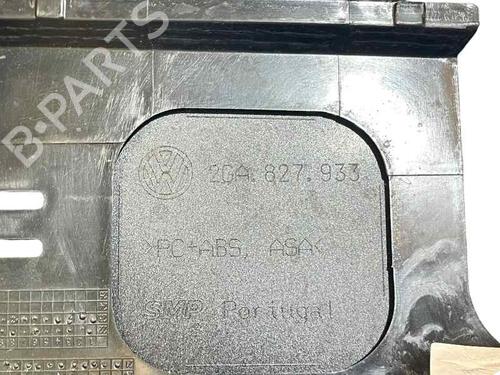 B-PARTS
2GA.827.933
>PC+ABS, ASA<
SMP Portugal